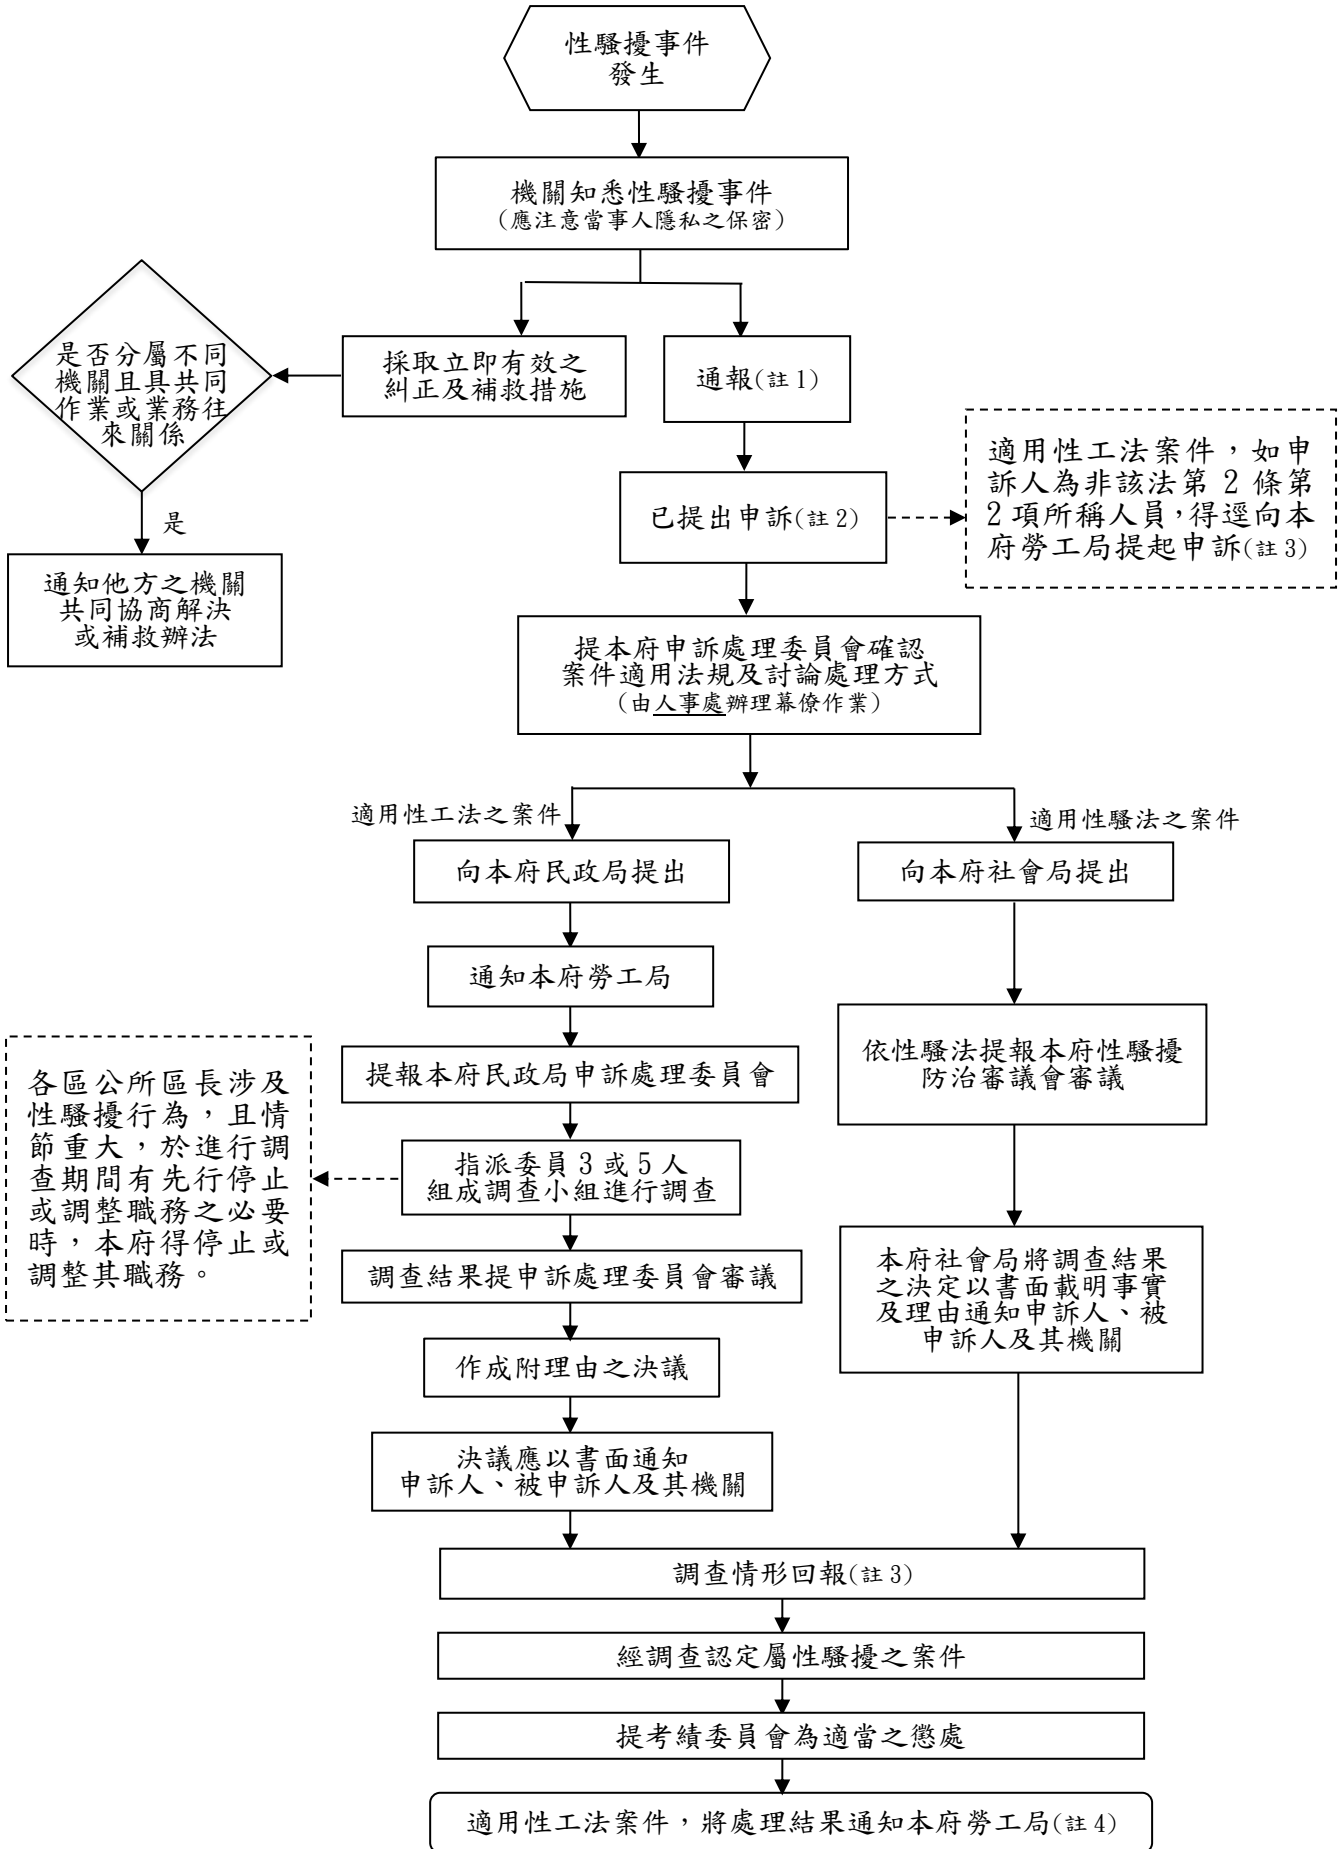 性騷擾事件
發生
機關知悉性騷擾事件
（應注意當事人隱私之保密）
是否分屬不同
機關且具共同
作業或業務往
來關係
採取立即有效之
糾正及補救措施
通報(註 1)
是
通知他方之機關
共同協商解決
或補救辦法
已提出申訴(註 2)
適用性工法案件，如申
訴人為非該法第 2 條第
2 項所稱人員，得逕向本
府勞工局提起申訴(註 3)
提本府申訴處理委員會確認
案件適用法規及討論處理方式
（由人事處辦理幕僚作業）
適用性工法之案件
適用性騷法之案件
向本府民政局提出
向本府社會局提出
通知本府勞工局
提報本府民政局申訴處理委員會
依性騷法提報本府性騷擾
防治審議會審議
各區公所區長涉及
性騷擾行為，且情
節重大，於進行調
查期間有先行停止
或調整職務之必要
時，本府得停止或
調整其職務。
指派委員 3 或 5 人
組成調查小組進行調查
調查結果提申訴處理委員會審議
本府社會局將調查結果
之決定以書面載明事實
及理由通知申訴人、被
申訴人及其機關
作成附理由之決議
決議應以書面通知
申訴人、被申訴人及其機關
調查情形回報(註 3)
經調查認定屬性騷擾之案件
提考績委員會為適當之懲處
適用性工法案件，將處理結果通知本府勞工局(註 4)